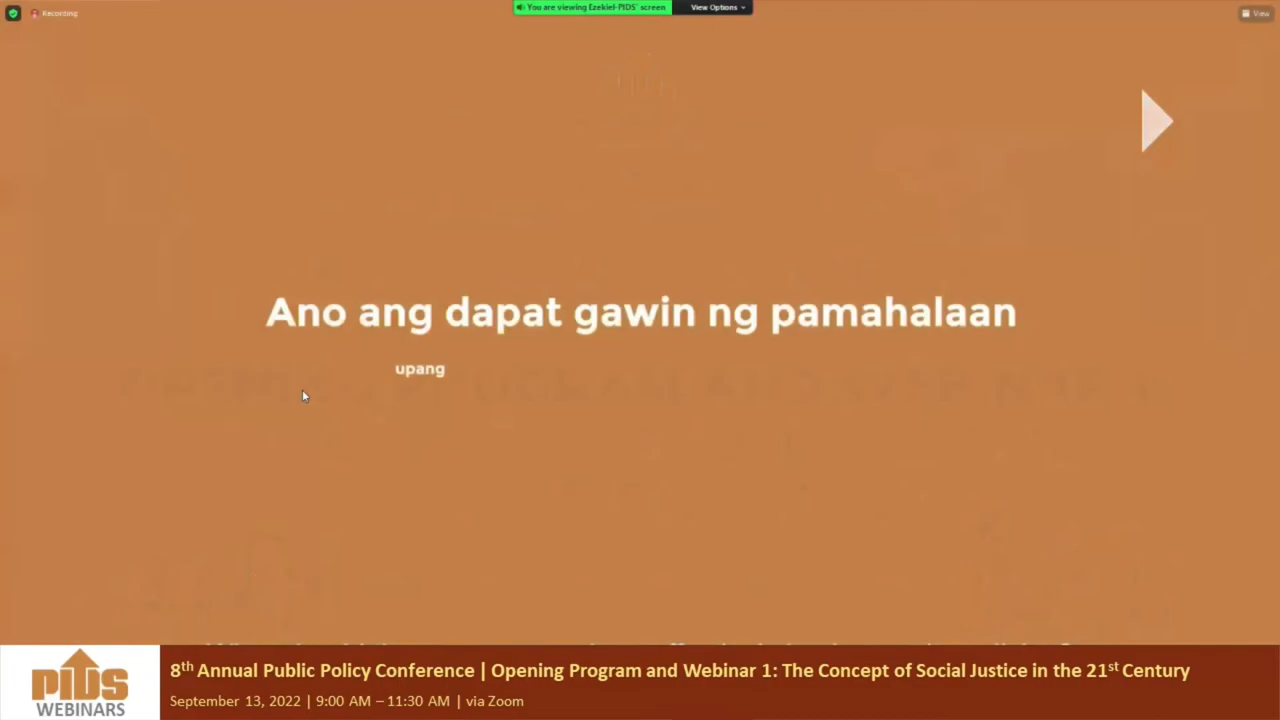 Recording
You are viewing Ezekiel-PIDS' screen
View Options
View
Ano ang dapat gawin ng pamahalaan
upang
PIDS
WEBINARS
8th Annual Public Policy Conference | Opening Program and Webinar 1: The Concept of Social Justice in the 21st Century
September 13, 2022 | 9:00 AM – 11:30 AM | via Zoom